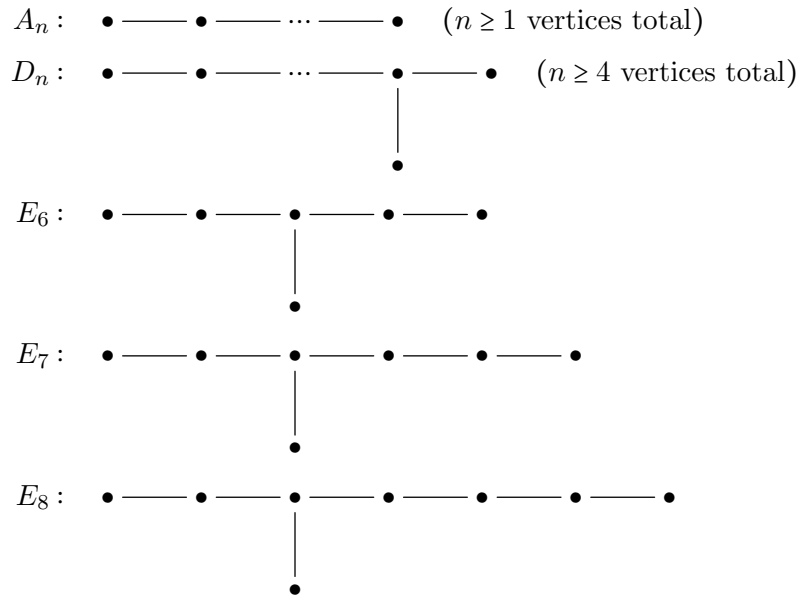 A_n : ... (n ≥ 1 vertices total)
D_n : ... (n ≥ 4 vertices total)
E_6 :
E_7 :
E_8 :